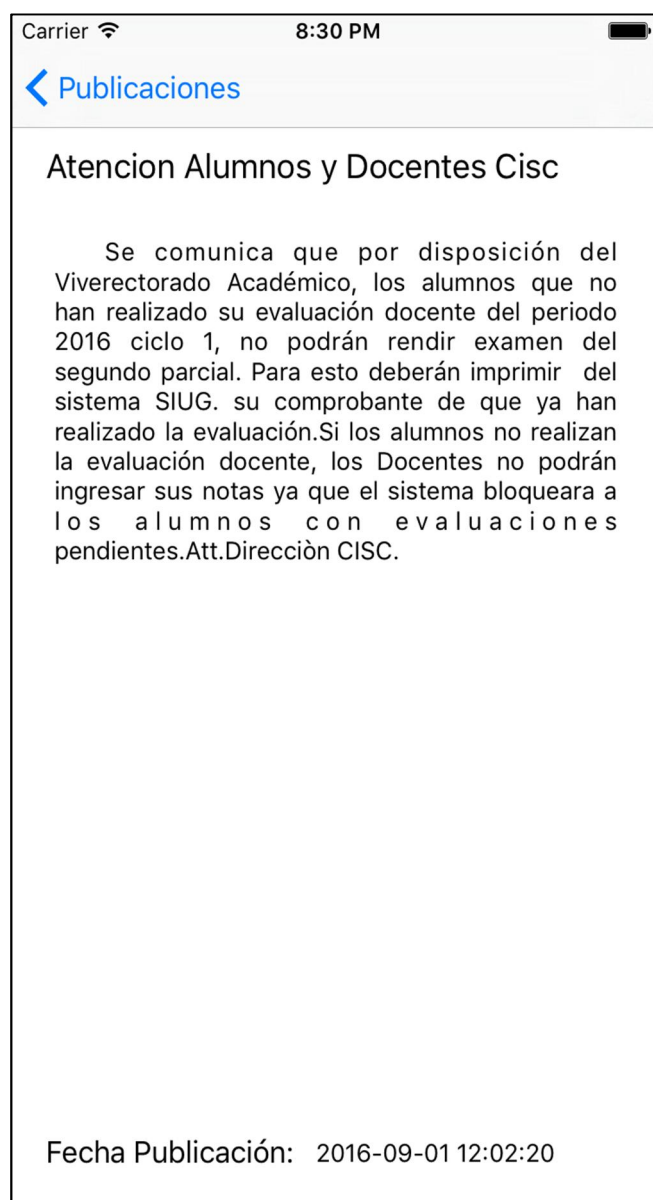 Carrier 8:30 PM
Publicaciones
Atencion Alumnos y Docentes Cisc
Se comunica que por disposición del
Viverectorado Académico, los alumnos que no
han realizado su evaluación docente del periodo
2016 ciclo 1, no podrán rendir examen del
segundo parcial. Para esto deberán imprimir del
sistema SIUG. su comprobante de que ya han
realizado la evaluación.Si los alumnos no realizan
la evaluación docente, los Docentes no podrán
ingresar sus notas ya que el sistema bloqueara a
los alumnos con evaluaciones
pendientes.Att.Direcciòn CISC.
Fecha Publicación: 2016-09-01 12:02:20